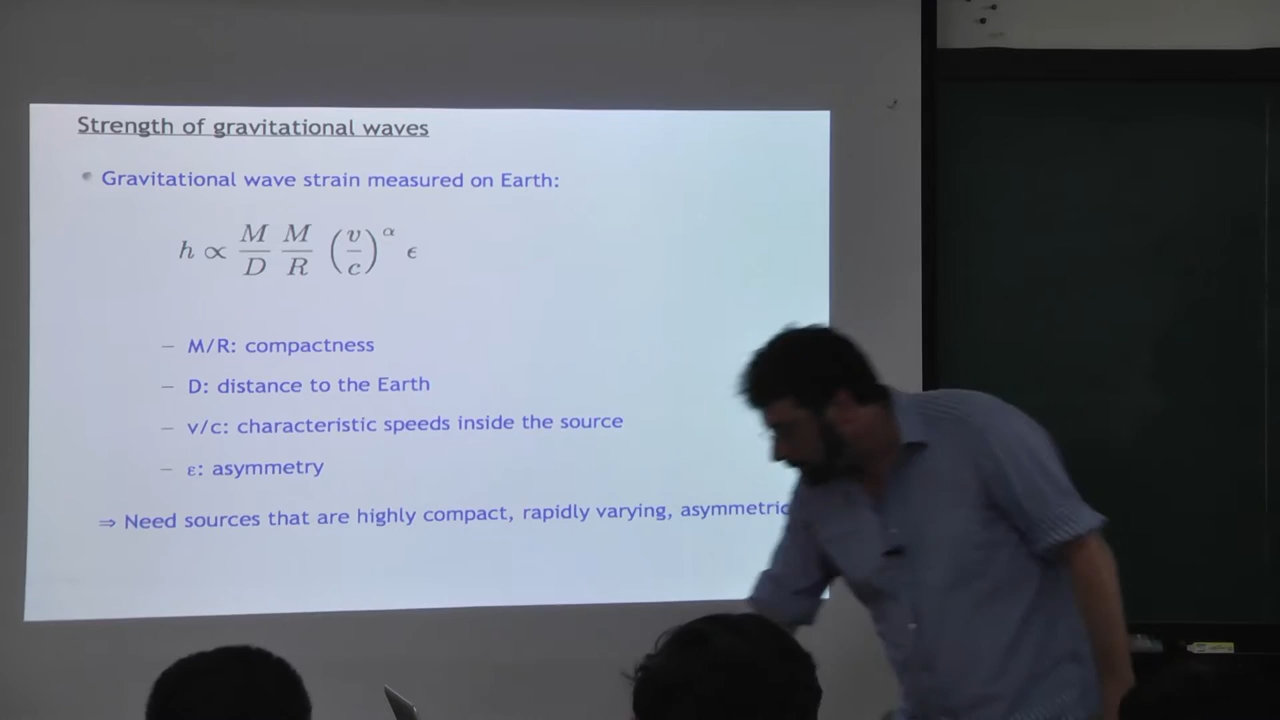 Strength of gravitational waves
Gravitational wave strain measured on Earth:
h ∝ M/D M/R (v/c)^α ϵ
– M/R: compactness
– D: distance to the Earth
– v/c: characteristic speeds inside the source
– ε: asymmetry
⇒ Need sources that are highly compact, rapidly varying, asymmetric